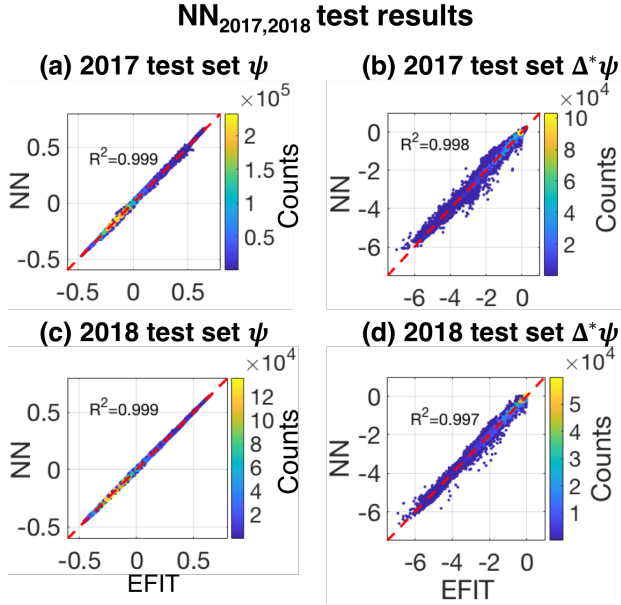 NN2017,2018 test results
(a) 2017 test set ψ
(b) 2017 test set Δ*ψ
×10^5
×10^4
R²=0.999
R²=0.998
NN
0.5
0
-0.5
-0.5 0 0.5
2
1.5
1
0.5
Counts
NN
0
-2
-4
-6
-6 -4 -2 0
10
8
6
4
2
Counts
(c) 2018 test set ψ
(d) 2018 test set Δ*ψ
×10^4
×10^4
R²=0.999
R²=0.997
NN
0.5
0
-0.5
-0.5 0 0.5
EFIT
12
10
8
6
4
2
Counts
NN
0
-2
-4
-6
-6 -4 -2 0
EFIT
5
4
3
2
1
Counts